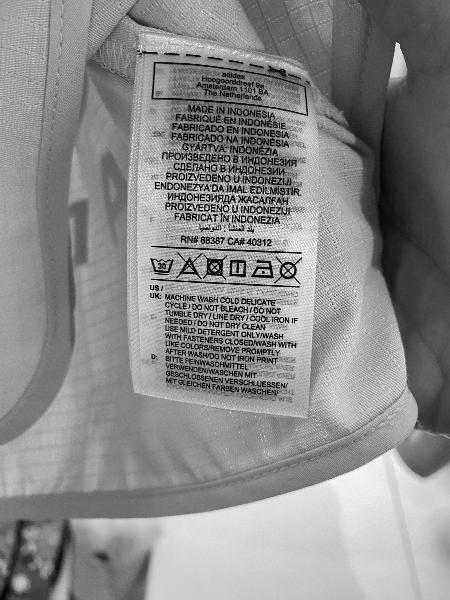 adidas
Hoogoorddreef 9a
Amsterdam 1101 BA
The Netherlands
MADE IN INDONESIA
FABRIQUÉ EN INDONÉSIE
FABRICADO EN INDONESIA
FABRICADO NA INDONÉSIA
GYÁRTVA: INDONÉZIA
ПРОИЗВЕДЕНО В ИНДОНЕЗИЯ
СДЕЛАНО В ИНДОНЕЗИИ
PROIZVEDENO U INDONEZIJI
ENDONEZYA'DA İMAL EDİLMİŞTİR.
ИНДОНЕЗИЯДА ЖАСАЛҒАН
PROIZVEDENO U INDONEZIJI
FABRICAT ÎN INDONEZIA
بلد المنشأ : اندونيسيا
RN# 88387 CA# 40312
30
US /
UK: MACHINE WASH COLD DELICATE
CYCLE / DO NOT BLEACH / DO NOT
TUMBLE DRY / LINE DRY / COOL IRON IF
NEEDED / DO NOT DRY CLEAN
USE MILD DETERGENT ONLY/WASH
WITH FASTENERS CLOSED/WASH WITH
LIKE COLORS/REMOVE PROMPTLY
AFTER WASH/DO NOT IRON PRINT
D: BITTE FEINWASCHMITTEL
VERWENDEN/WASCHEN MIT
GESCHLOSSENEN VERSCHLUESSEN/
MIT GLEICHEN FARBEN WASCHEN/